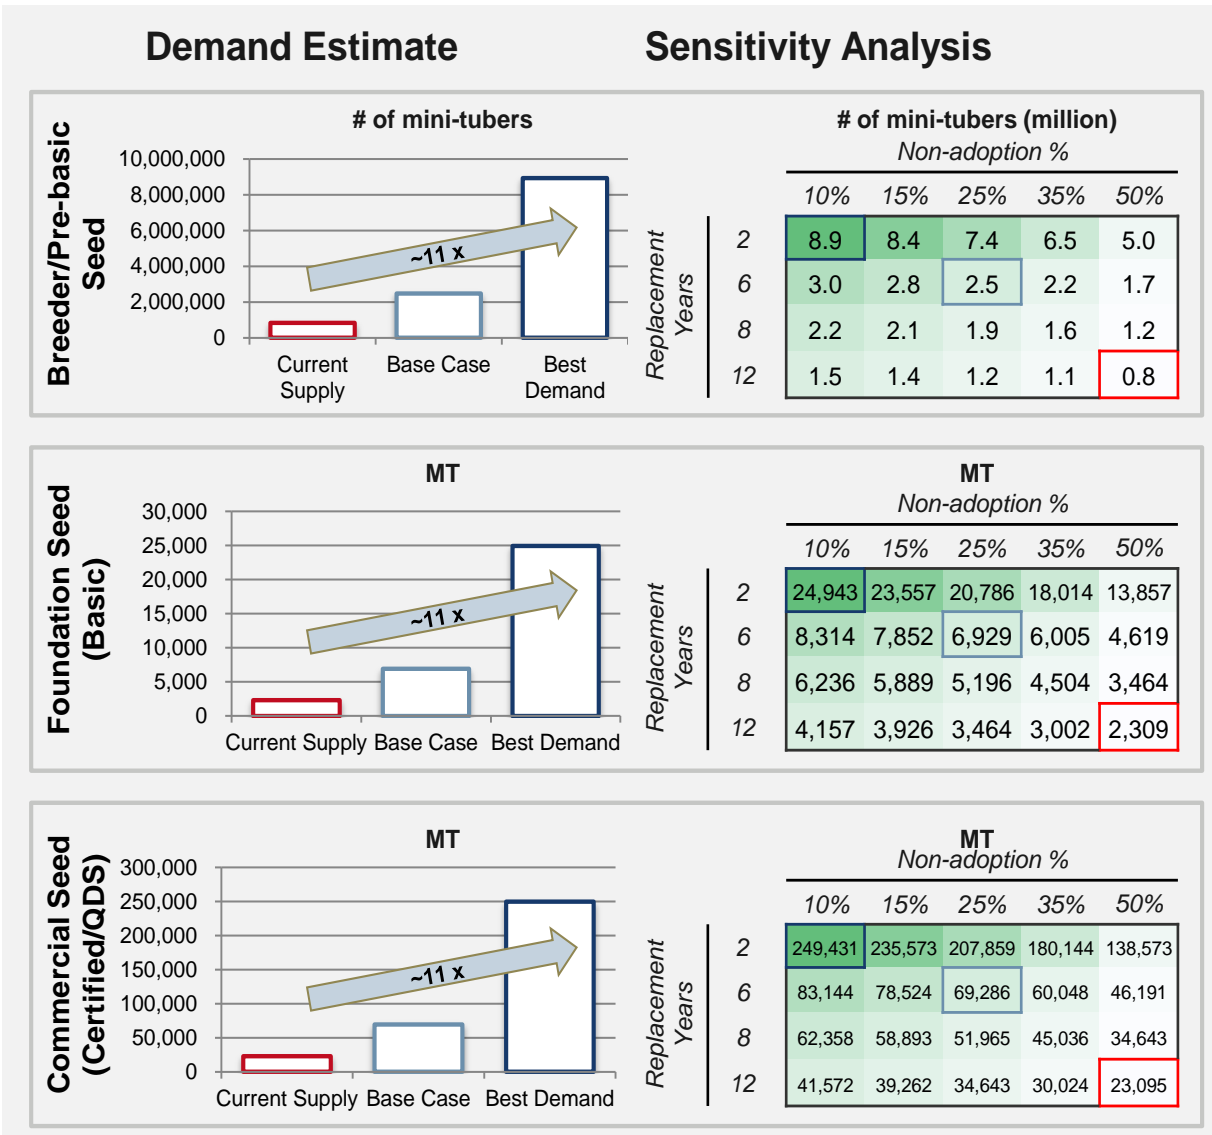 Demand Estimate
Sensitivity Analysis
Breeder/Pre-basic
Seed
# of mini-tubers
10,000,000
8,000,000
6,000,000
4,000,000
2,000,000
0
~11 x
Current
Supply
Base Case
Best
Demand
# of mini-tubers (million)
Non-adoption %
10% 15% 25% 35% 50%
Replacement
Years
2 8.9 8.4 7.4 6.5 5.0
6 3.0 2.8 2.5 2.2 1.7
8 2.2 2.1 1.9 1.6 1.2
12 1.5 1.4 1.2 1.1 0.8
Foundation Seed
(Basic)
MT
30,000
25,000
20,000
15,000
10,000
5,000
0
~11 x
Current Supply Base Case Best Demand
MT
Non-adoption %
10% 15% 25% 35% 50%
Replacement
Years
2 24,943 23,557 20,786 18,014 13,857
6 8,314 7,852 6,929 6,005 4,619
8 6,236 5,889 5,196 4,504 3,464
12 4,157 3,926 3,464 3,002 2,309
Commercial Seed
(Certified/QDS)
MT
300,000
250,000
200,000
150,000
100,000
50,000
0
~11 x
Current Supply Base Case Best Demand
MT
Non-adoption %
10% 15% 25% 35% 50%
Replacement
Years
2 249,431 235,573 207,859 180,144 138,573
6 83,144 78,524 69,286 60,048 46,191
8 62,358 58,893 51,965 45,036 34,643
12 41,572 39,262 34,643 30,024 23,095